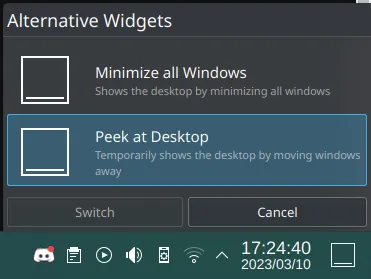 Alternative Widgets
Minimize all Windows
Shows the desktop by minimizing all windows
Peek at Desktop
Temporarily shows the desktop by moving windows
away
Switch
Cancel
17:24:40
2023/03/10